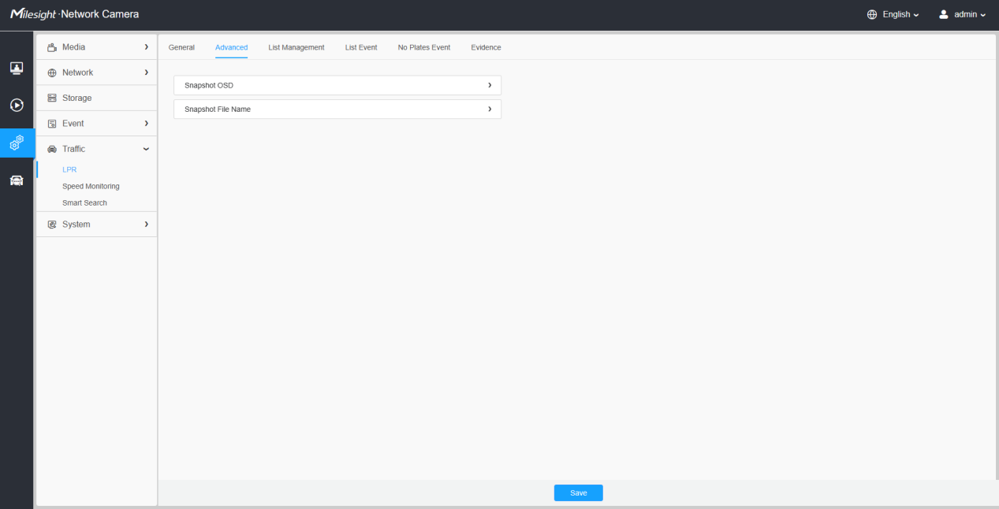 Milesight · Network Camera
English
admin
Media
Network
Storage
Event
Traffic
LPR
Speed Monitoring
Smart Search
System
General
Advanced
List Management
List Event
No Plates Event
Evidence
Snapshot OSD
Snapshot File Name
Save